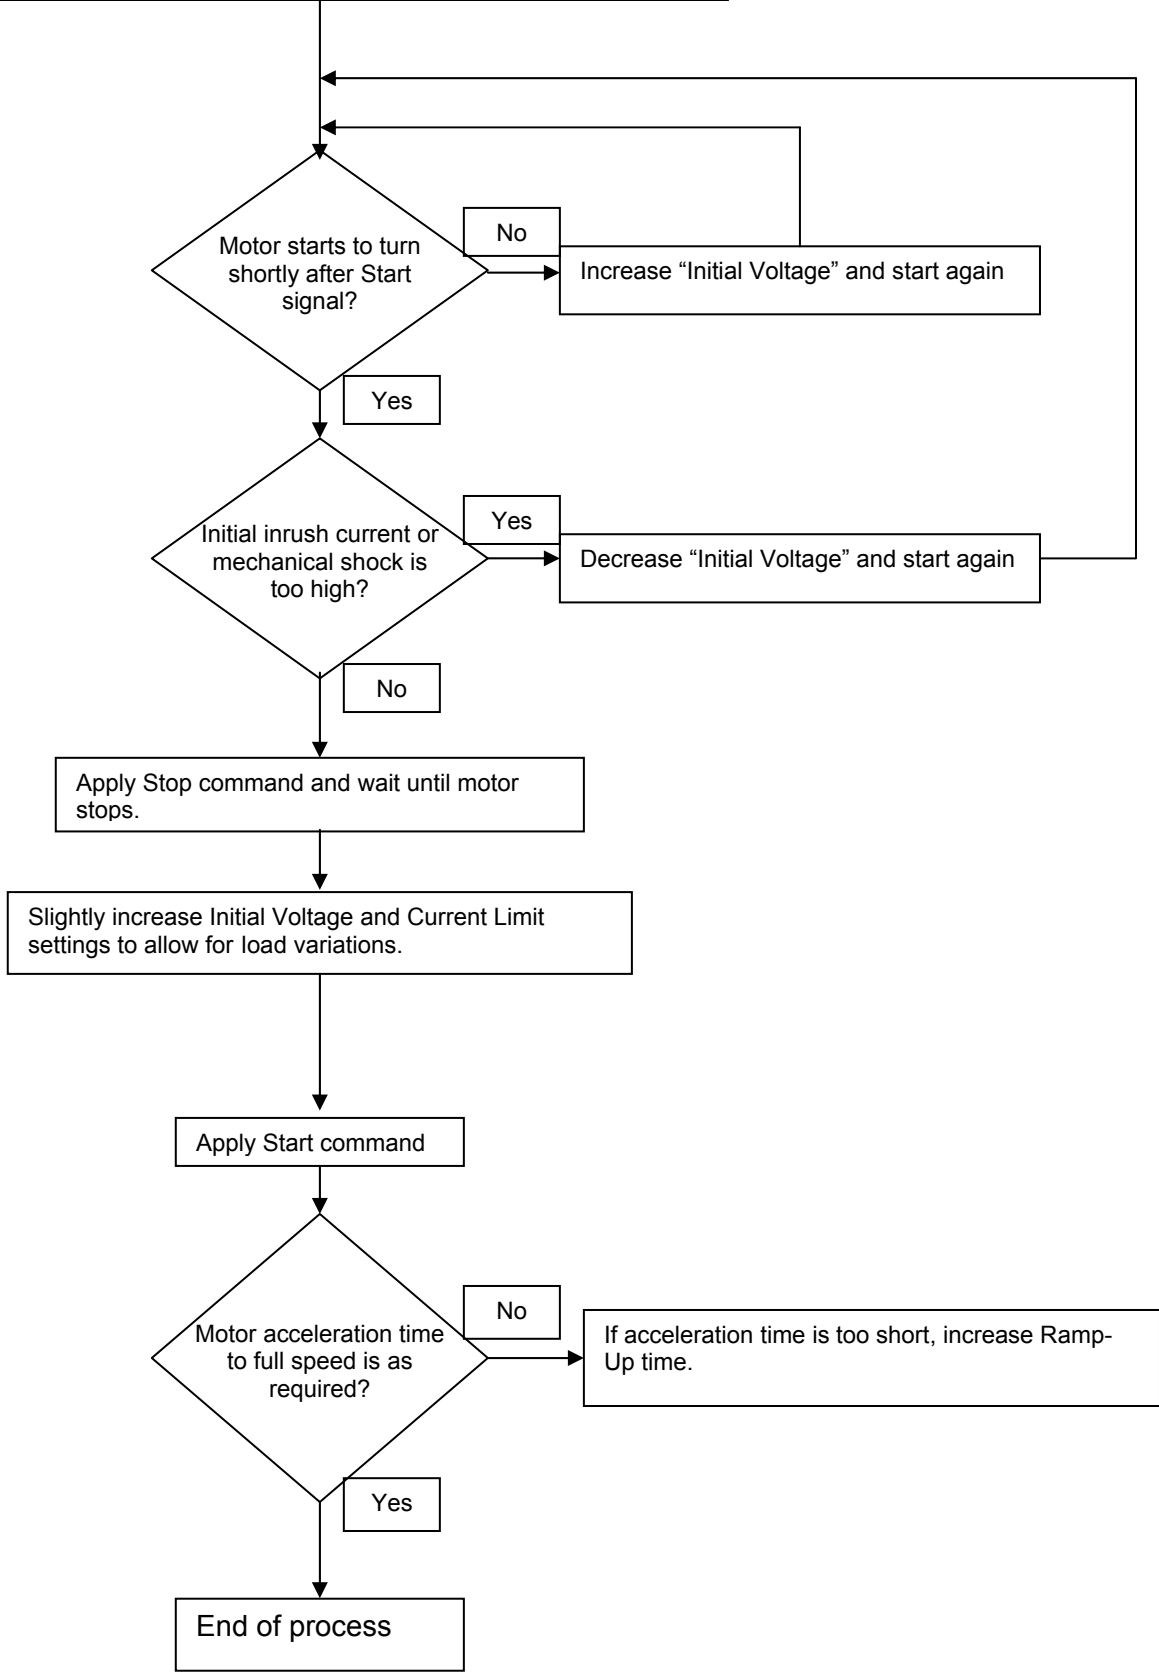 No
Motor starts to turn
shortly after Start
signal?
Increase “Initial Voltage” and start again
Yes
Yes
Initial inrush current or
mechanical shock is
too high?
Decrease “Initial Voltage” and start again
No
Apply Stop command and wait until motor
stops.
Slightly increase Initial Voltage and Current Limit
settings to allow for load variations.
Apply Start command
No
Motor acceleration time
to full speed is as
required?
If acceleration time is too short, increase Ramp-
Up time.
Yes
End of process